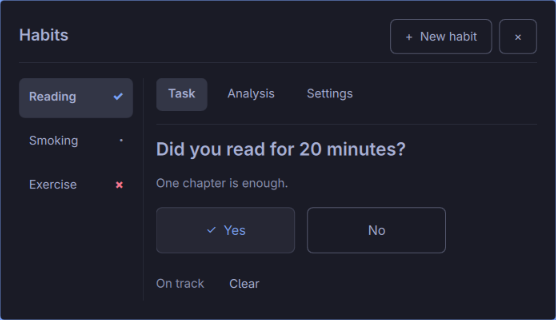 Habits
+ New habit
×
Reading ✓
Smoking •
Exercise ×
Task Analysis Settings
Did you read for 20 minutes?
One chapter is enough.
✓ Yes
No
On track Clear